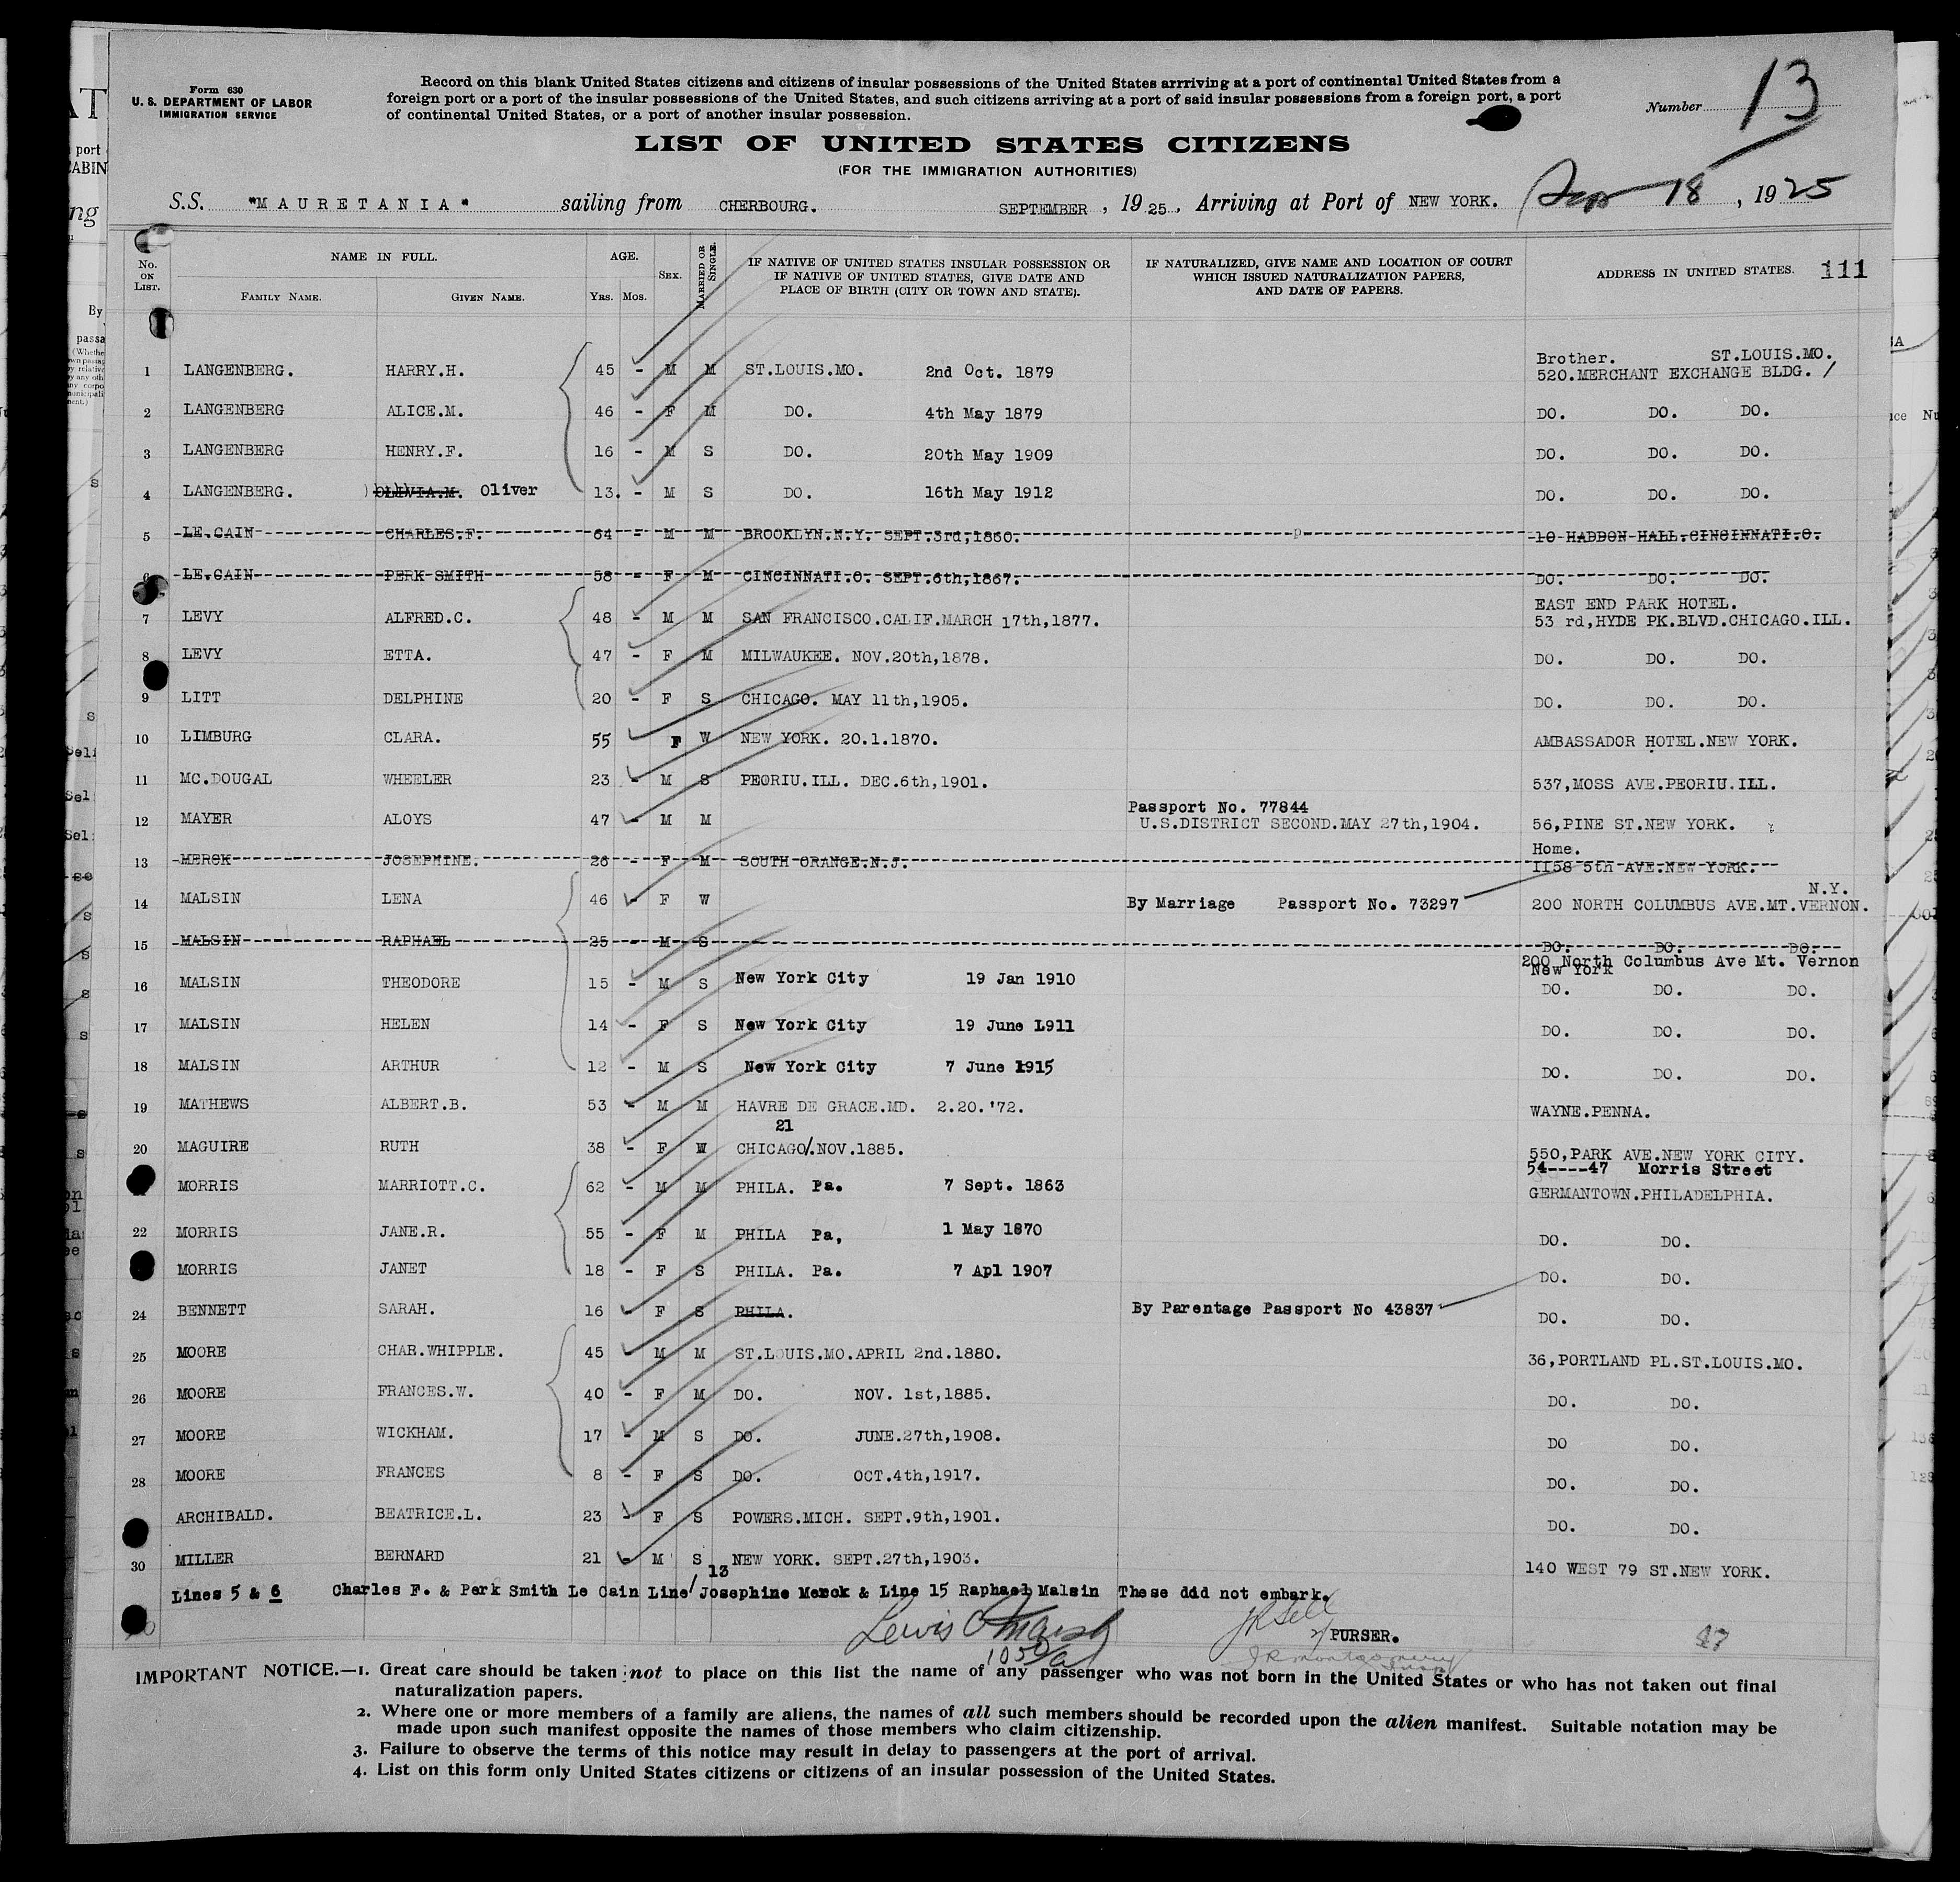 Form 630
U. S. DEPARTMENT OF LABOR
IMMIGRATION SERVICE
Record on this blank United States citizens and citizens of insular possessions of the United States arrriving at a port of continental United States from a
foreign port or a port of the insular possessions of the United States, and such citizens arriving at a port of said insular possessions from a foreign port, a port
of continental United States, or a port of another insular possession.
Number 13
LIST OF UNITED STATES CITIZENS
(FOR THE IMMIGRATION AUTHORITIES)
S.S. "MAURETANIA" sailing from CHERBOURG. SEPTEMBER, 1925, Arriving at Port of NEW YORK. Sep 18, 1925
No. ON LIST. NAME IN FULL. FAMILY NAME. GIVEN NAME. AGE. YRS. MOS. SEX. MARRIED OR SINGLE. IF NATIVE OF UNITED STATES INSULAR POSSESSION OR IF NATIVE OF UNITED STATES, GIVE DATE AND PLACE OF BIRTH (CITY OR TOWN AND STATE). IF NATURALIZED, GIVE NAME AND LOCATION OF COURT WHICH ISSUED NATURALIZATION PAPERS, AND DATE OF PAPERS. ADDRESS IN UNITED STATES. 111
Brother. ST.LOUIS.MO.
1 LANGENBERG. HARRY.H. 45 - M M ST.LOUIS.MO. 2nd Oct. 1879 520.MERCHANT EXCHANGE BLDG.
2 LANGENBERG ALICE.M. 46 - F M DO. 4th May 1879 DO. DO. DO.
3 LANGENBERG HENRY.F. 16 - M S DO. 20th May 1909 DO. DO. DO.
4 LANGENBERG. OLIVIA.M. Oliver 13. - M S DO. 16th May 1912 DO. DO. DO.
5 LE.CAIN CHARLES.F. 64 - M M BROOKLYN.N.Y. SEPT.3rd,1860. 10 HADDON HALL.CINCINNATI.O.
6 LE.CAIN PERK SMITH 58 - F M CINCINNATI.O. SEPT.6th,1867. DO. DO. DO.
EAST END PARK HOTEL.
7 LEVY ALFRED.C. 48 - M M SAN FRANCISCO.CALIF.MARCH 17th,1877. 53 rd,HYDE PK.BLVD.CHICAGO.ILL.
8 LEVY ETTA. 47 - F M MILWAUKEE. NOV.20th,1878. DO. DO. DO.
9 LITT DELPHINE 20 - F S CHICAGO. MAY 11th,1905. DO. DO. DO.
10 LIMBURG CLARA. 55 F W NEW YORK. 20.1.1870. AMBASSADOR HOTEL.NEW YORK.
11 MC.DOUGAL WHEELER 23 - M S PEORIU.ILL. DEC.6th,1901. 537,MOSS AVE.PEORIU.ILL.
Passport No. 77844
12 MAYER ALOYS 47 - M M U.S.DISTRICT SECOND.MAY 27th,1904. 56,PINE ST.NEW YORK.
Home.
13 MERCK JOSEPHINE. 26 - F M SOUTH ORANGE.N.J. 1158 5th AVE.NEW YORK.
N.Y.
14 MALSIN LENA 46 - F W By Marriage Passport No. 73297 200 NORTH COLUMBUS AVE.MT.VERNON.
15 MALSIN RAPHAEL 25 - M S DO. DO. DO.
200 North Columbus Ave Mt. Vernon
New York
16 MALSIN THEODORE 15 - M S New York City 19 Jan 1910 DO. DO. DO.
17 MALSIN HELEN 14 - F S New York City 19 June 1911 DO. DO. DO.
18 MALSIN ARTHUR 12 - M S New York City 7 June 1915 DO. DO. DO.
19 MATHEWS ALBERT.B. 53 - M M HAVRE DE GRACE.MD. 2.20.'72. WAYNE.PENNA.
21
20 MAGUIRE RUTH 38 - F W CHICAGO/.NOV.1885. 550,PARK AVE.NEW YORK CITY.
54----47 Morris Street
MORRIS MARRIOTT.C. 62 - M M PHILA. Pa. 7 Sept. 1863 GERMANTOWN.PHILADELPHIA.
22 MORRIS JANE.R. 55 - F M PHILA Pa, 1 May 1870 DO. DO.
MORRIS JANET 18 - F S PHILA. Pa. 7 Apl 1907 DO. DO.
24 BENNETT SARAH. 16 - F S PHILA. By Parentage Passport No 43837 DO. DO.
25 MOORE CHAR.WHIPPLE. 45 - M M ST.LOUIS.MO.APRIL 2nd.1880. 36,PORTLAND PL.ST.LOUIS.MO.
26 MOORE FRANCES.W. 40 - F M DO. NOV. 1st,1885. DO. DO.
27 MOORE WICKHAM. 17 - M S DO. JUNE.27th,1908. DO DO.
28 MOORE FRANCES 8 - F S DO. OCT.4th,1917. DO. DO.
ARCHIBALD. BEATRICE.L. 23 - F S POWERS.MICH. SEPT.9th,1901. DO. DO.
30 MILLER BERNARD 21 - M S NEW YORK. SEPT.27th,1903. 140 WEST 79 ST.NEW YORK.
13
Lines 5 & 6 Charles F. & Perk Smith Le Cain Line/ Josephine Merck & Line 15 Raphael Malsin These did not embark.
Lewis
PURSER.
47
IMPORTANT NOTICE.—1. Great care should be taken not to place on this list the name of any passenger who was not born in the United States or who has not taken out final
naturalization papers.
2. Where one or more members of a family are aliens, the names of all such members should be recorded upon the alien manifest. Suitable notation may be
made upon such manifest opposite the names of those members who claim citizenship.
3. Failure to observe the terms of this notice may result in delay to passengers at the port of arrival.
4. List on this form only United States citizens or citizens of an insular possession of the United States.